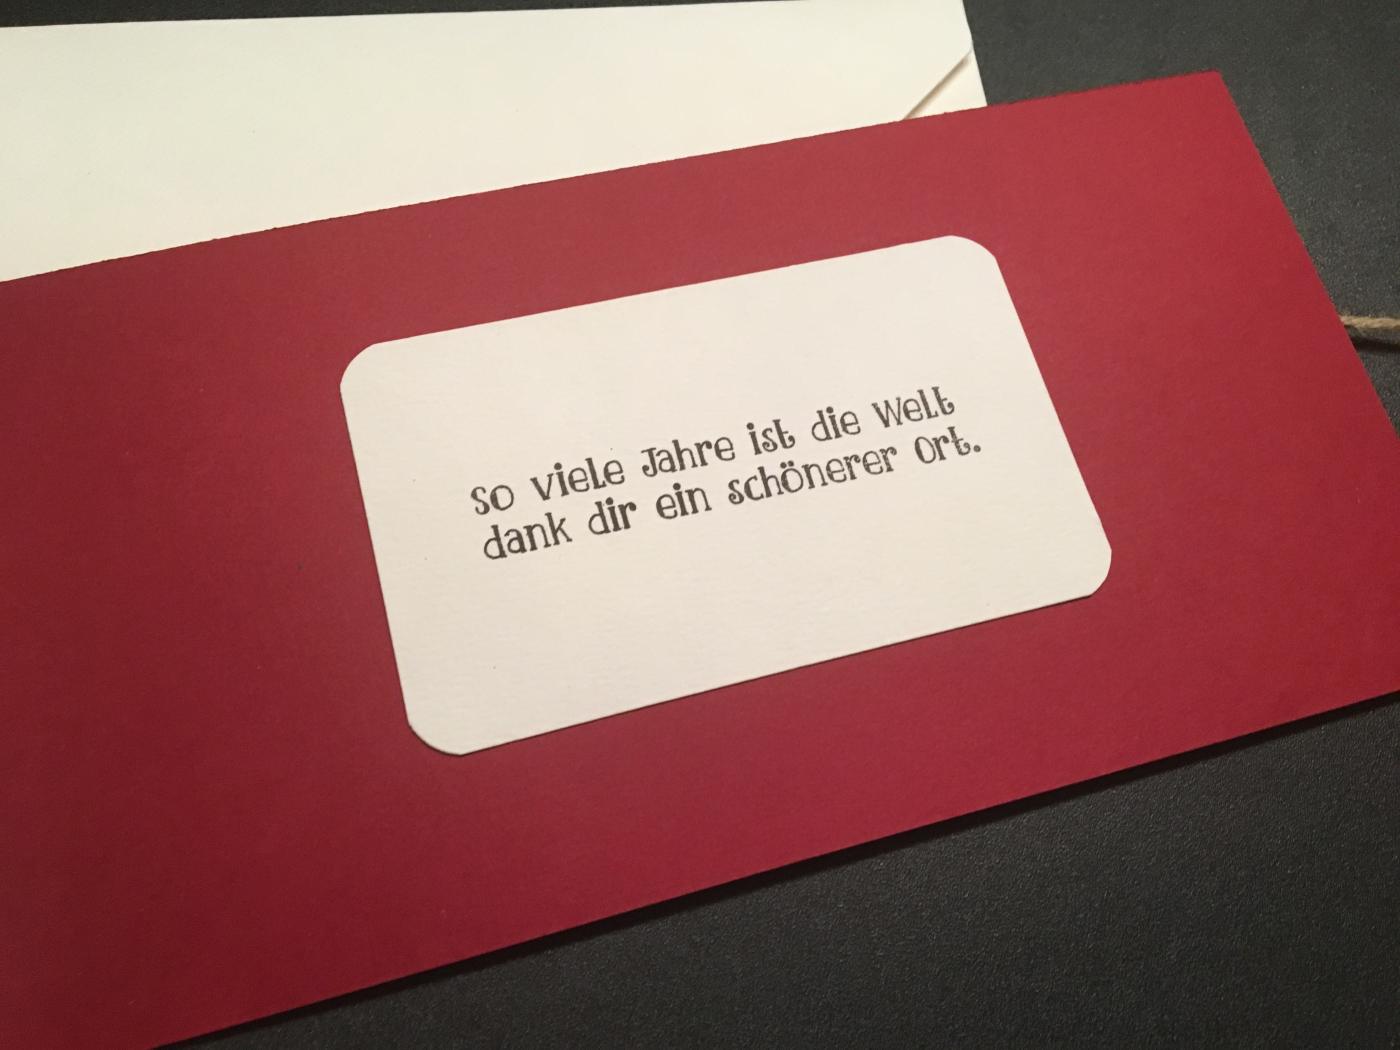 so viele Jahre ist die Welt
dank dir ein schönerer Ort.